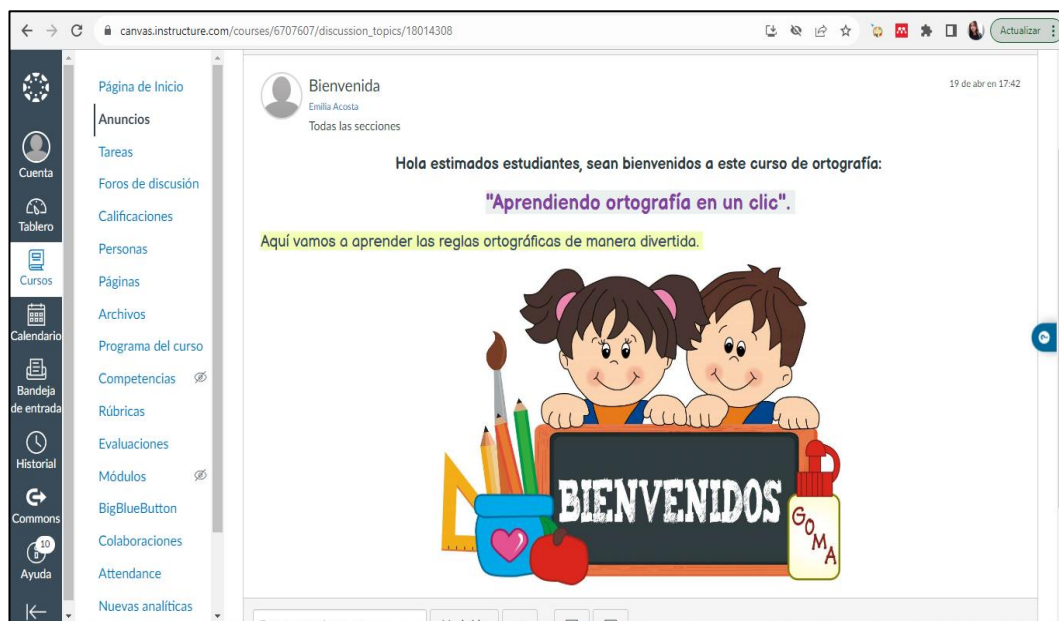 canvas.instructure.com/courses/6707607/discussion_topics/18014308
Actualizar
Cuenta
Tablero
Cursos
Calendario
Bandeja
de entrada
Historial
Commons
10
Ayuda
Página de Inicio
Anuncios
Tareas
Foros de discusión
Calificaciones
Personas
Páginas
Archivos
Programa del curso
Competencias
Rúbricas
Evaluaciones
Módulos
BigBlueButton
Colaboraciones
Attendance
Nuevas analíticas
Bienvenida
19 de abr en 17:42
Emilia Acosta
Todas las secciones
Hola estimados estudiantes, sean bienvenidos a este curso de ortografía:
"Aprendiendo ortografía en un clic".
Aquí vamos a aprender las reglas ortográficas de manera divertida.
BIENVENIDOS
GOMA